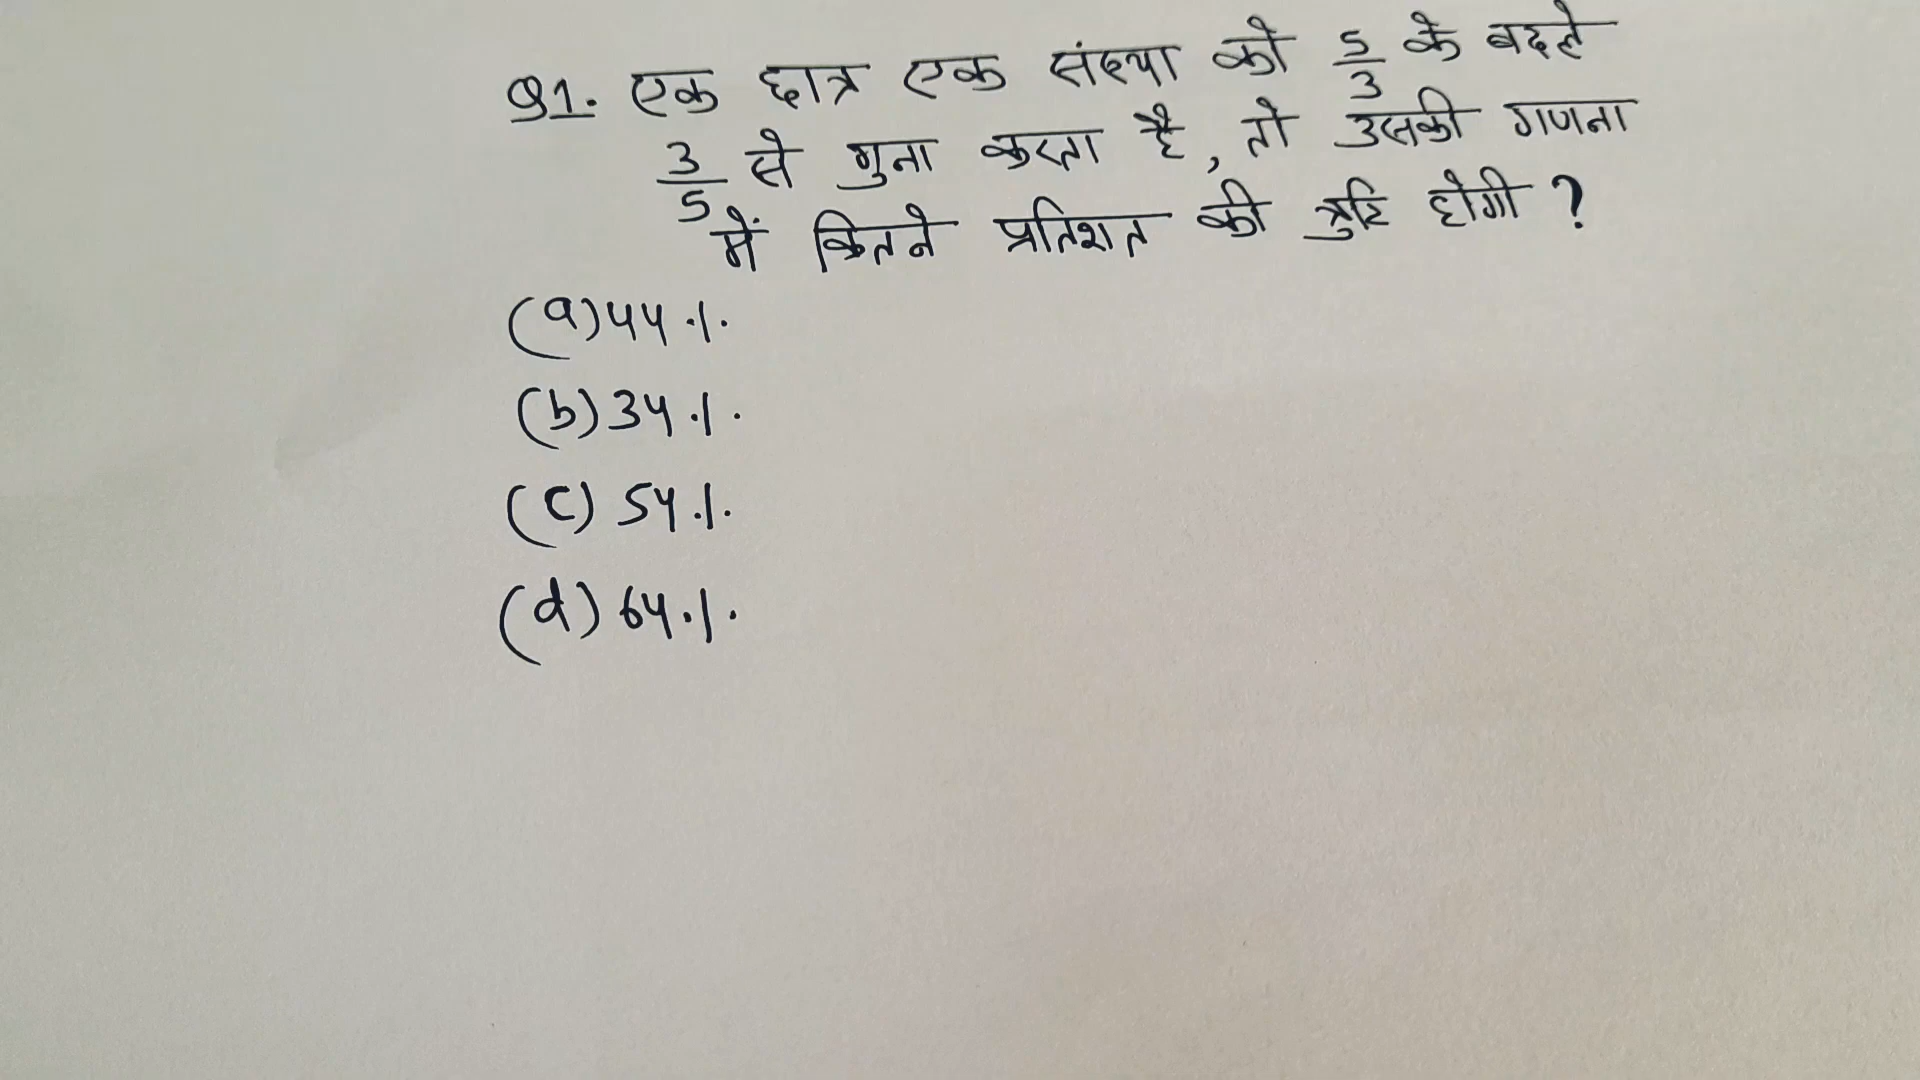 Q1. एक छात्र एक संख्या को 5/3 के बदले
3/5 से गुना करता है, तो उसकी गणना
में कितने प्रतिशत की त्रुटि होगी ?
(a) 44 %
(b) 34 %
(c) 54 %
(d) 64 %